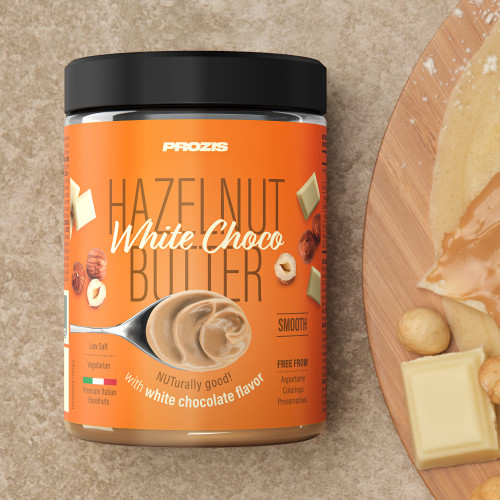 PROZIS
HAZELNUT
White Choco
BUTTER
SMOOTH
NUTurally good!
with white chocolate flavor
Low Salt
Vegetarian
Premium Italian
Hazelnuts
FREE FROM
Aspartame
Colorings
Preservatives